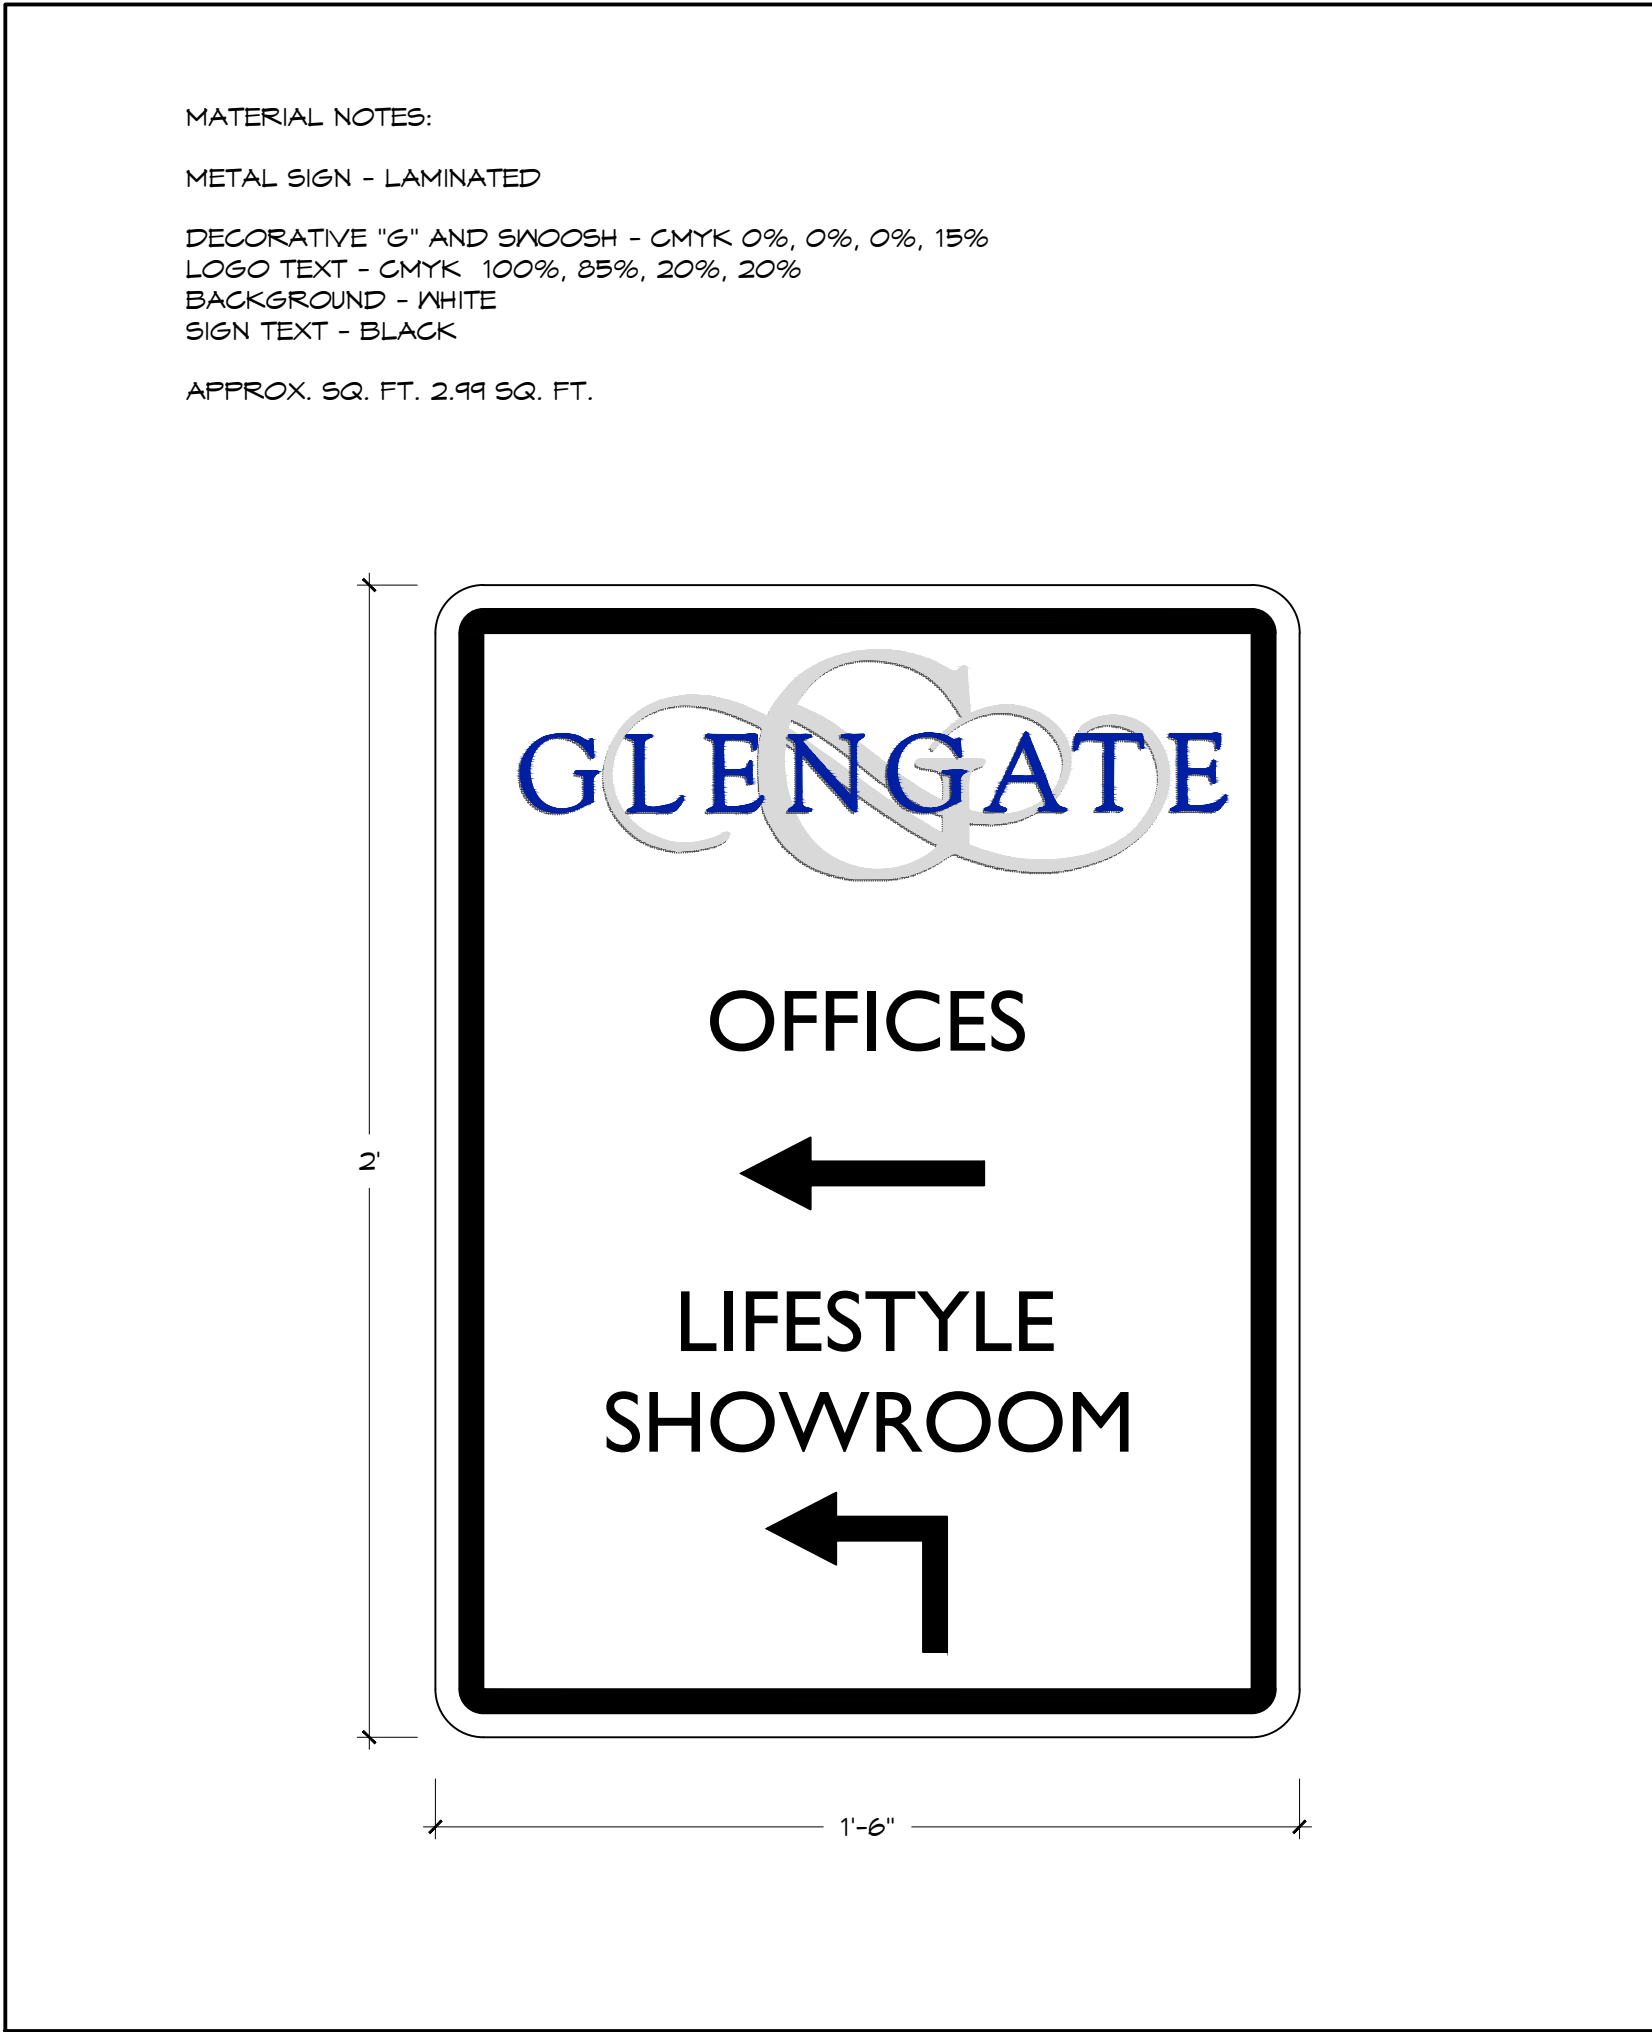 MATERIAL NOTES:
METAL SIGN - LAMINATED
DECORATIVE "G" AND SWOOSH - CMYK 0%, 0%, 0%, 15%
LOGO TEXT - CMYK 100%, 85%, 20%, 20%
BACKGROUND - WHITE
SIGN TEXT - BLACK
APPROX. SQ. FT. 2.99 SQ. FT.
G
GLENGATE
OFFICES
2'
LIFESTYLE
SHOWROOM
1'-6"